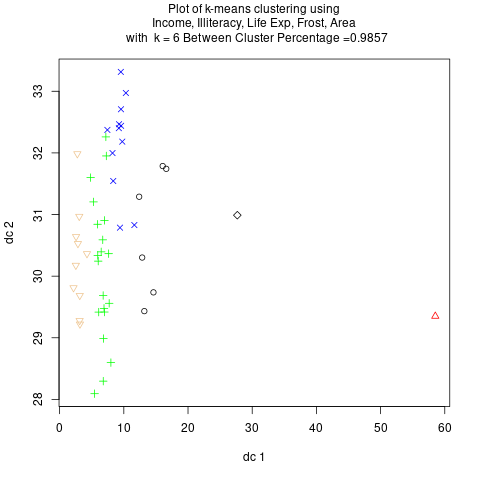 Plot of k-means clustering using
Income, Illiteracy, Life Exp, Frost, Area
with k = 6 Between Cluster Percentage =0.9857
33
32
31
30
29
28
dc 2
0 10 20 30 40 50 60
dc 1